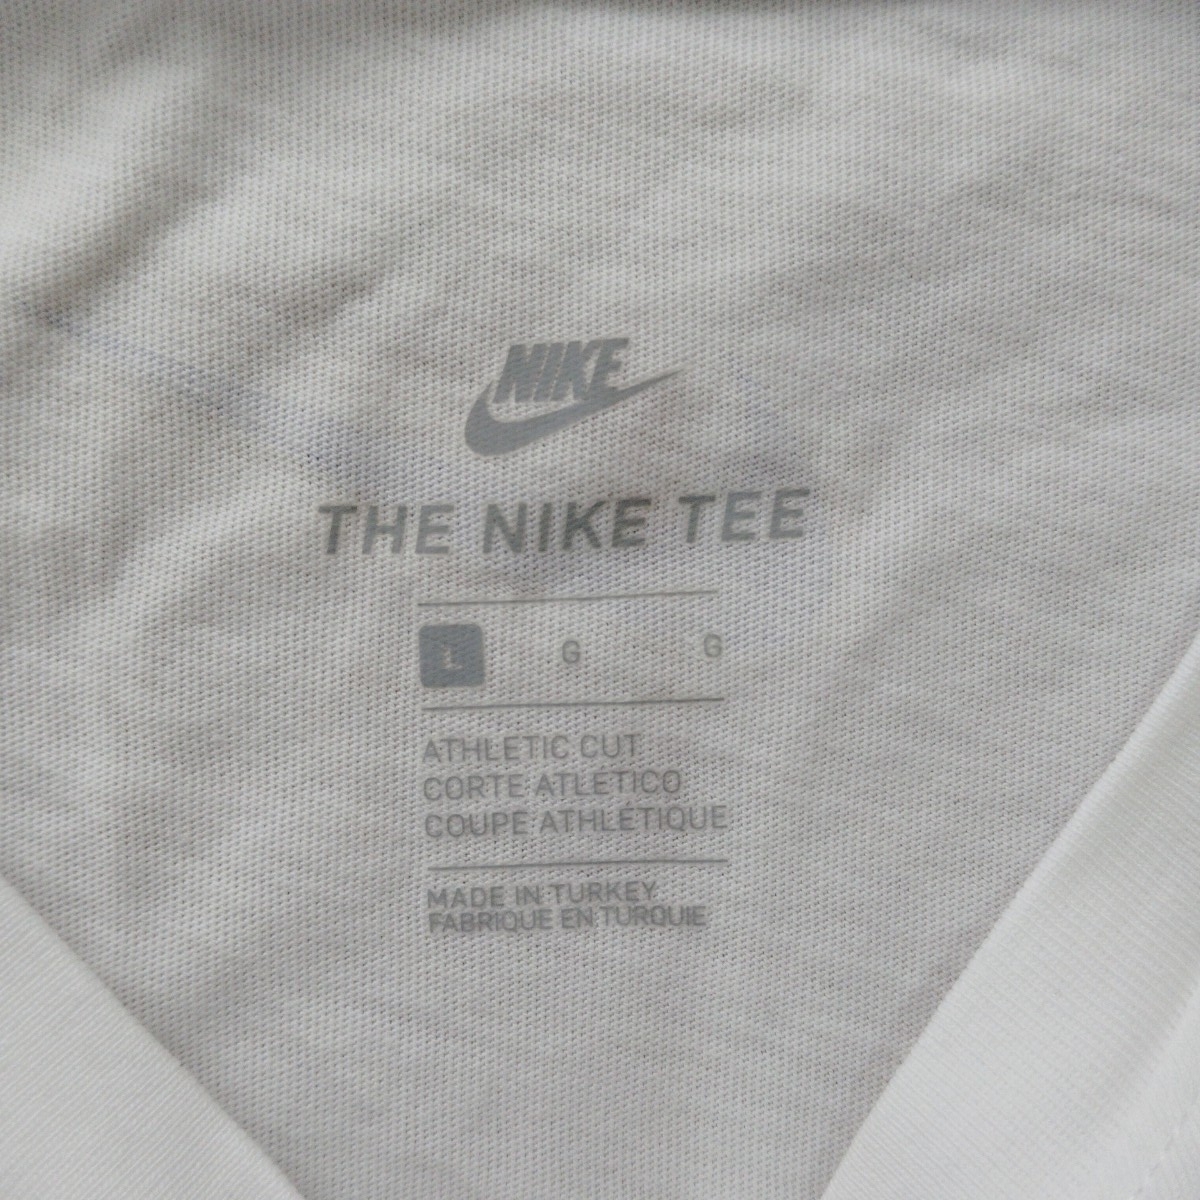 NIKE
THE NIKE TEE
L G G
ATHLETIC CUT
CORTE ATLÉTICO
COUPE ATHLÉTIQUE
MADE IN TURKEY
FABRIQUE EN TURQUIE